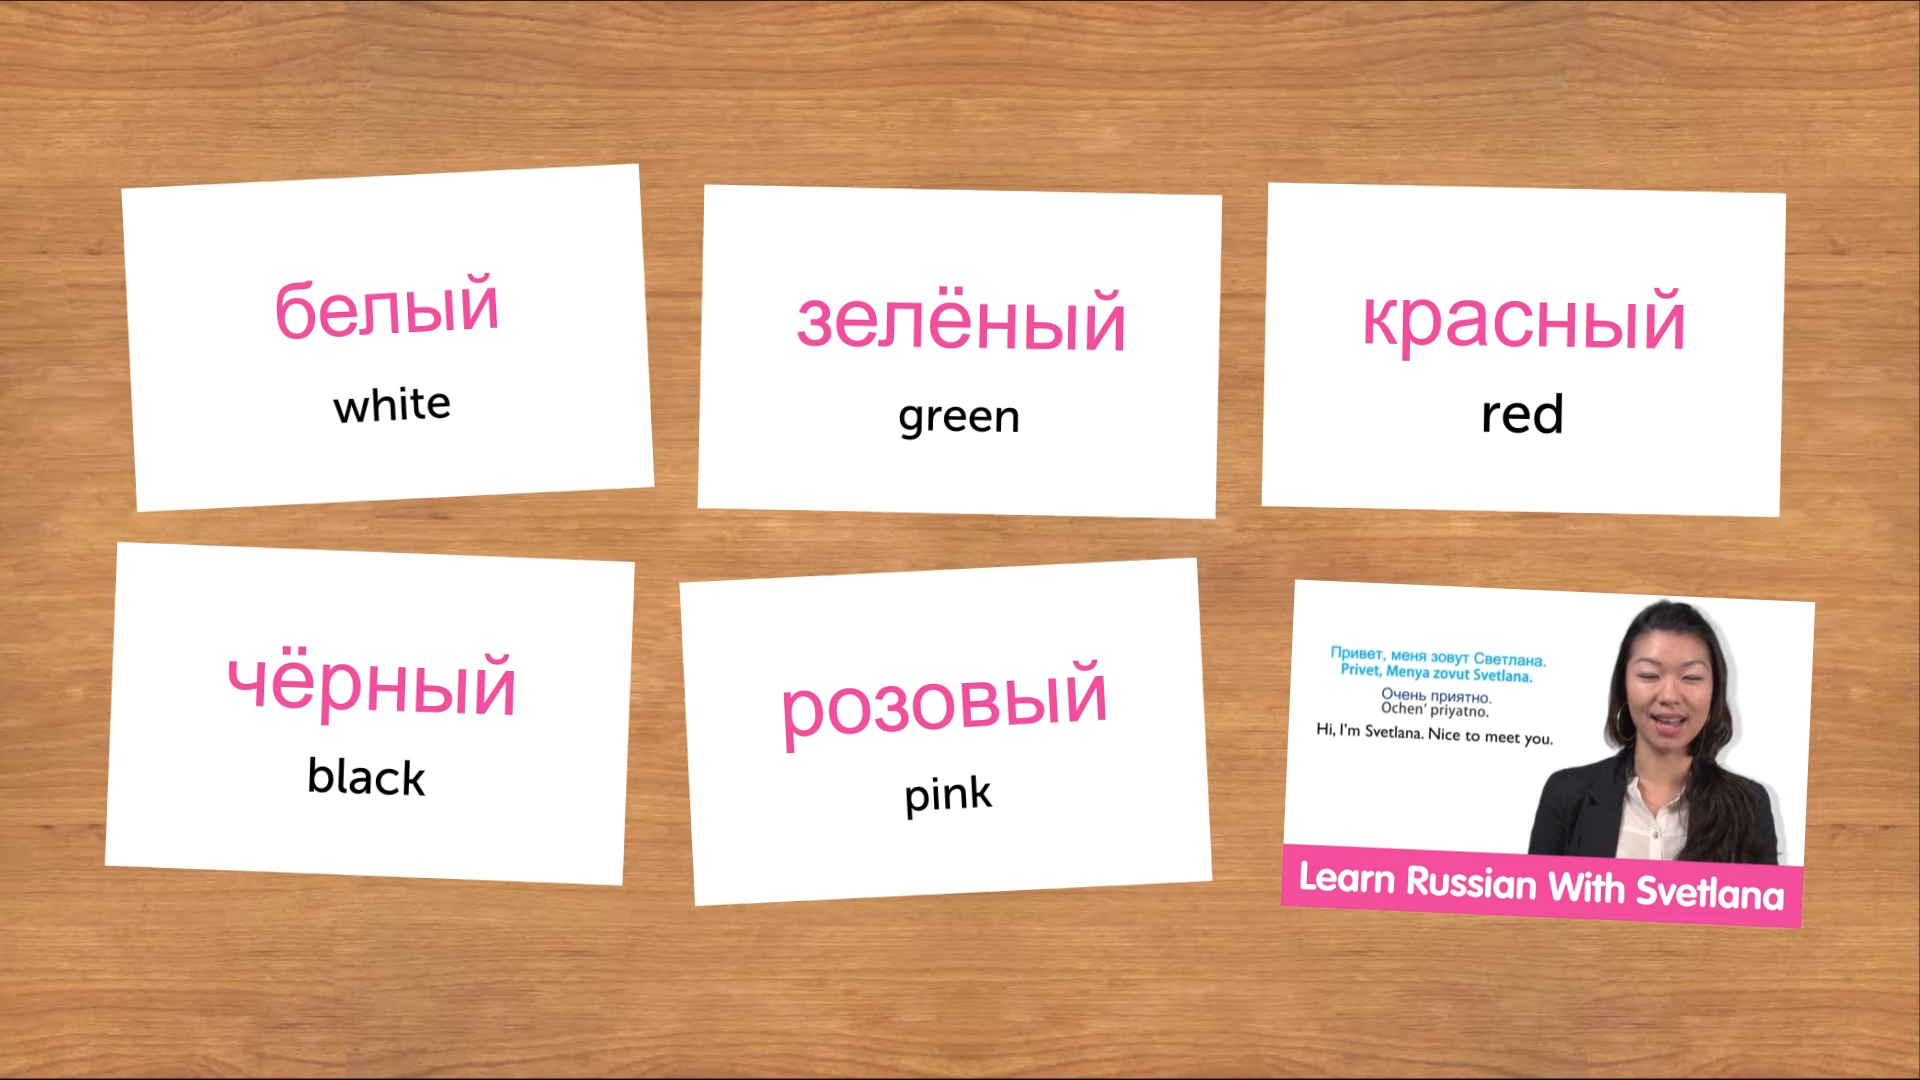 белый
white
зелёный
green
красный
red
чёрный
black
розовый
pink
Привет, меня зовут Светлана.
Privet, Menya zovut Svetlana.
Очень приятно.
Ochen' priyatno.
Hi, I'm Svetlana. Nice to meet you.
Learn Russian With Svetlana